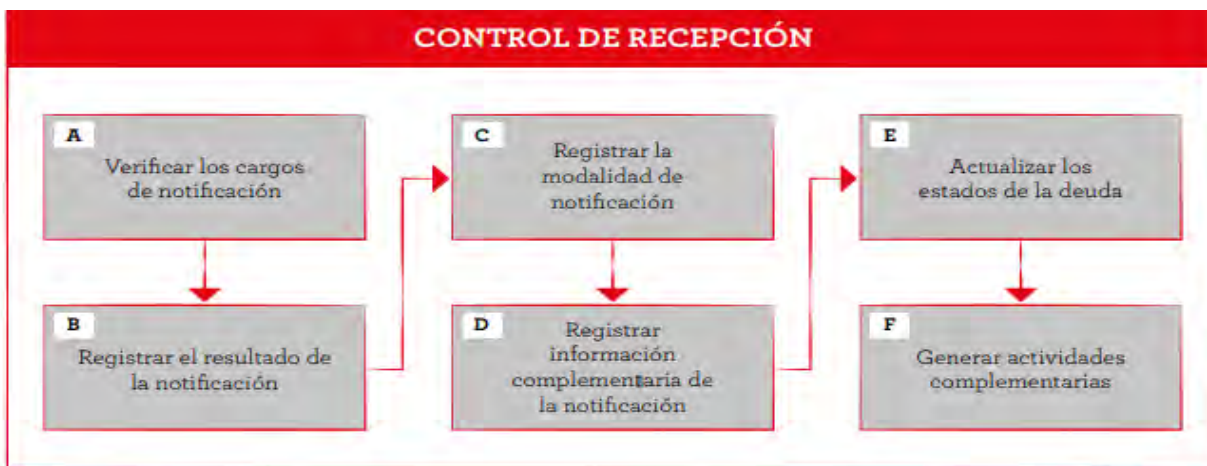 CONTROL DE RECEPCIÓN
A
Verificar los cargos
de notificación
B
Registrar el resultado de
la notificación
C
Registrar la
modalidad de
notificación
D
Registrar
información
complementaria de
la notificación
E
Actualizar los
estados de la deuda
F
Generar actividades
complementarias